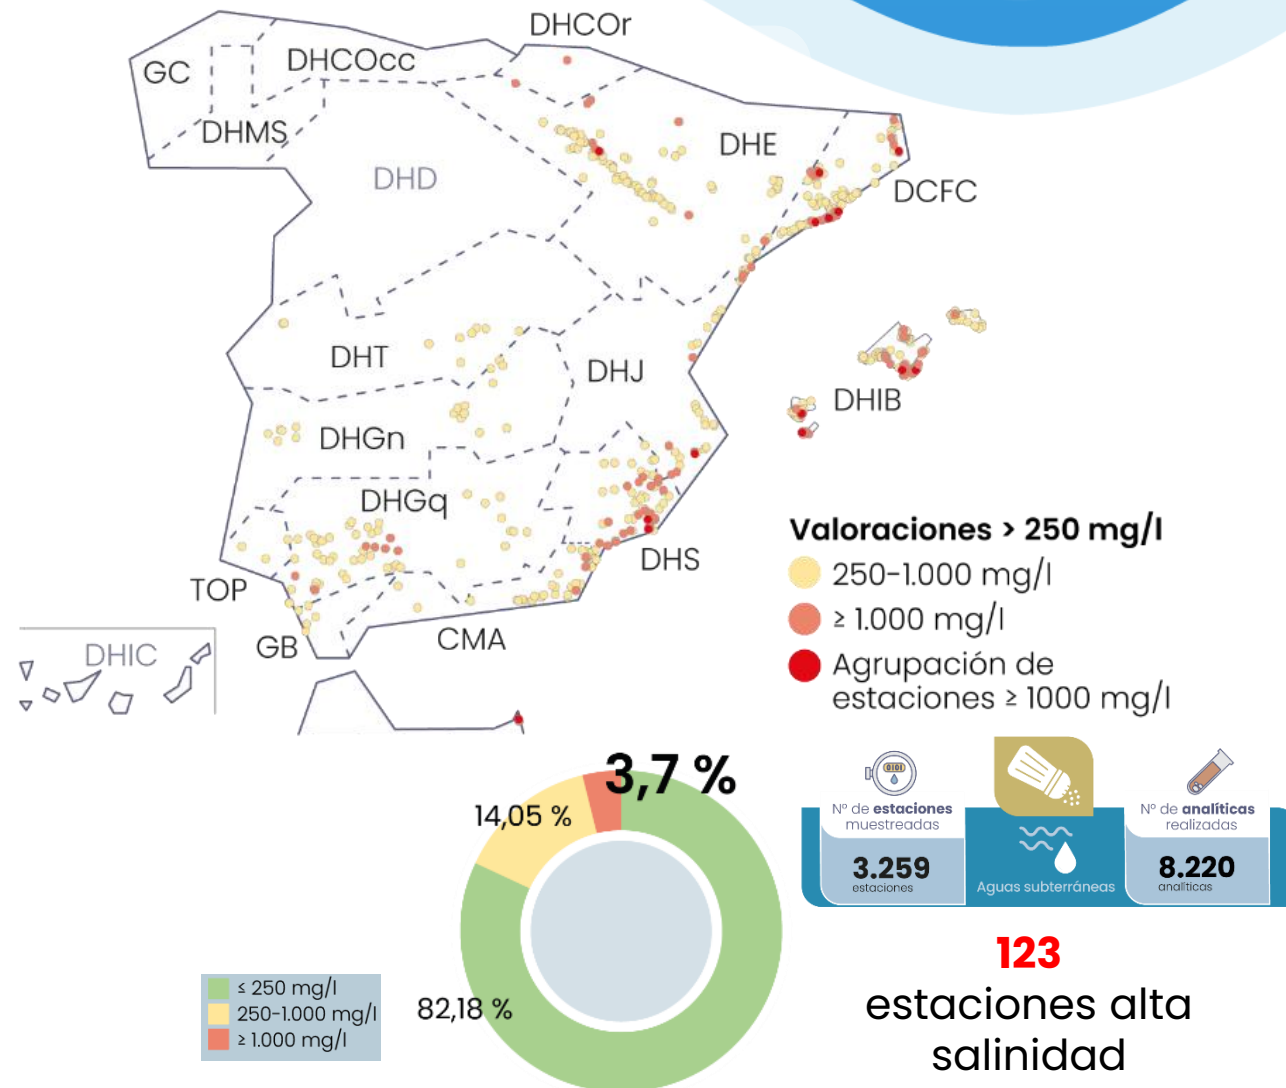 DHCOr
GC
DHCOcc
DHMS
DHE
DHD
DCFC
DHT
DHJ
DHIB
DHGn
DHGq
DHS
TOP
GB
CMA
DHIC
Valoraciones > 250 mg/l
250-1.000 mg/l
≥ 1.000 mg/l
Agrupación de
estaciones ≥ 1000 mg/l
3,7 %
14,05 %
82,18 %
≤ 250 mg/l
250-1.000 mg/l
≥ 1.000 mg/l
Nº de estaciones
muestreadas
3.259
estaciones
Aguas subterráneas
Nº de analíticas
realizadas
8.220
analíticas
123
estaciones alta
salinidad